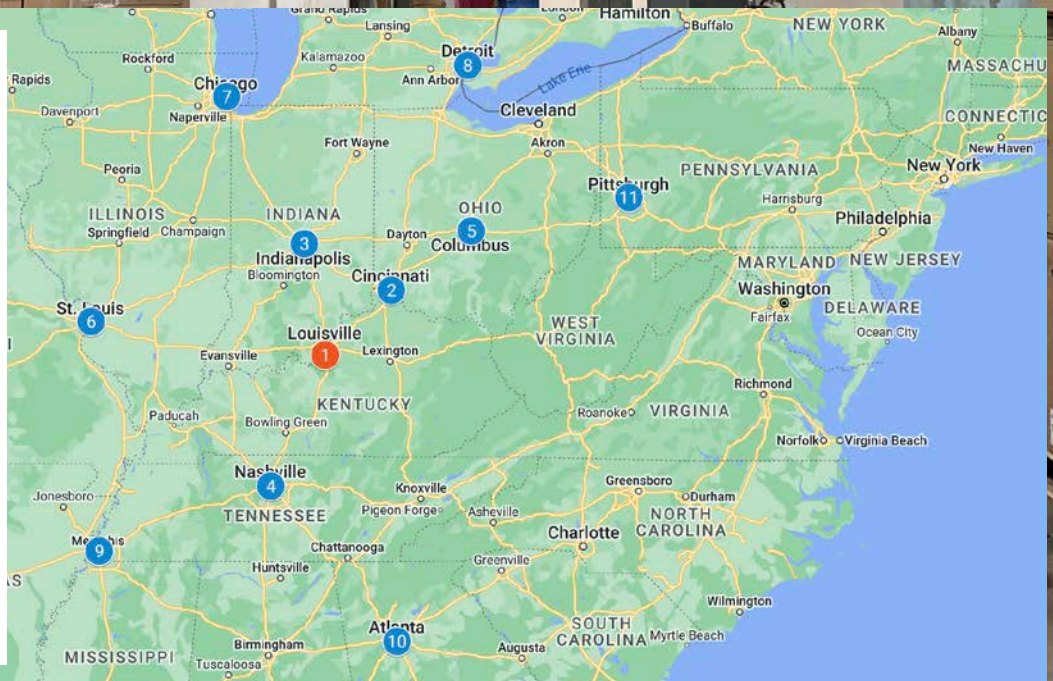 Grand Rapids
London
Hamilton
Buffalo
NEW YORK
Lansing
Albany
Rockford
Kalamazoo
Detroit
8
MASSACHU
Rapids
Ann Arbor
Lake Erie
Chicago
7
Davenport
Naperville
Cleveland
CONNECTIC
Fort Wayne
Akron
New Haven
Peoria
PENNSYLVANIA
New York
Pittsburgh
11
Harrisburg
ILLINOIS
INDIANA
OHIO
Philadelphia
Springfield
Champaign
3
Dayton
5
Columbus
Indianapolis
MARYLAND
NEW JERSEY
Bloomington
Cincinnati
2
Washington
St. Louis
6
DELAWARE
Fairfax
Louisville
1
WEST
VIRGINIA
Ocean City
Evansville
Lexington
Richmond
KENTUCKY
Paducah
Bowling Green
Roanoke
VIRGINIA
Norfolk
Virginia Beach
Nashville
4
Knoxville
Greensboro
Jonesboro
Durham
TENNESSEE
Pigeon Forge
Asheville
NORTH
CAROLINA
Memphis
9
Chattanooga
Charlotte
Huntsville
Greenville
AS
Wilmington
Atlanta
10
SOUTH
CAROLINA
Myrtle Beach
Birmingham
Augusta
MISSISSIPPI
Tuscaloosa